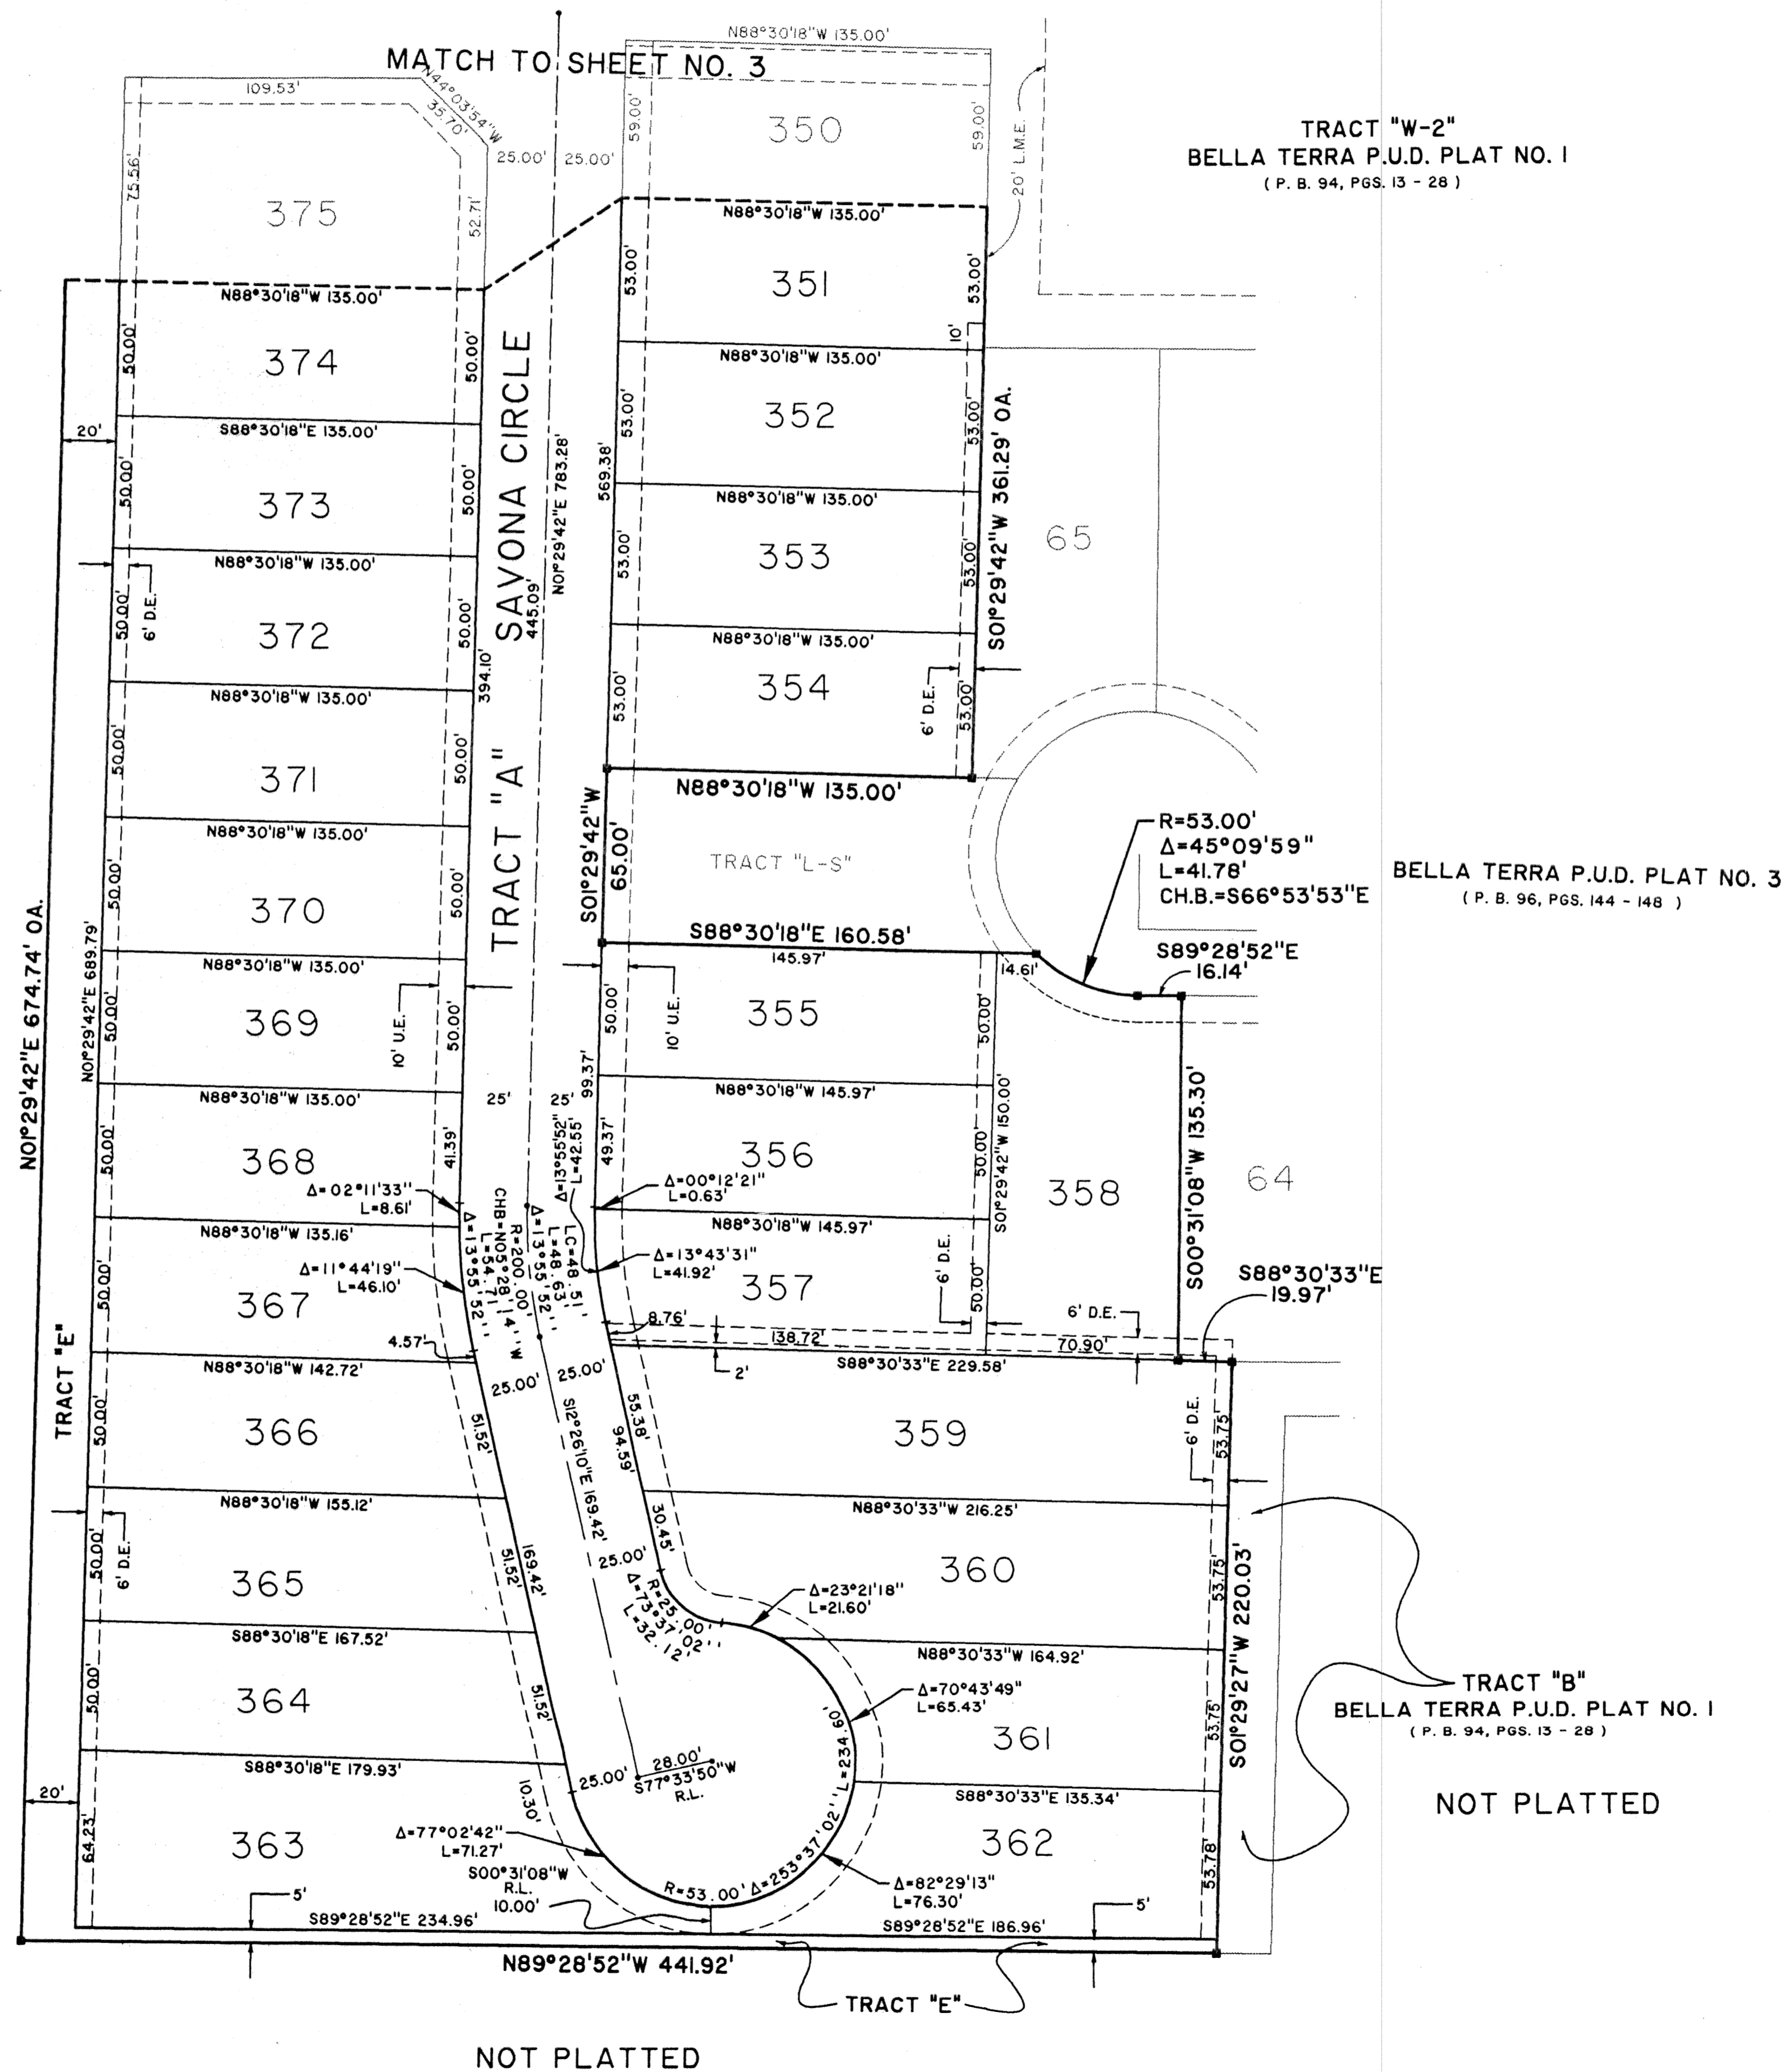 N88°30'18"W 135.00'
MATCH TO SHEET NO. 3
109.53'
N44°03'54"W
35.70'
75.56'
52.71'
25.00'
25.00'
59.00'
350
59.00'
20' L.M.E.
375
TRACT "W-2"
BELLA TERRA P.U.D. PLAT NO. 1
( P. B. 94, PGS. 13 - 28 )
N88°30'18"W 135.00'
53.00'
351
53.00'
10'
N88°30'18"W 135.00'
N88°30'18"W 135.00'
50.00'
374
50.00'
20'
S88°30'18"E 135.00'
53.00'
352
53.00'
S01°29'42"W 361.29' OA.
N88°30'18"W 135.00'
50.00'
373
50.00'
SAVONA CIRCLE
445.09'
N01°29'42"E 783.28'
569.38'
N88°30'18"W 135.00'
53.00'
353
53.00'
65
N88°30'18"W 135.00'
50.00'
6' D.E.
372
50.00'
394.10'
N88°30'18"W 135.00'
53.00'
354
6' D.E.
53.00'
N88°30'18"W 135.00'
50.00'
371
50.00'
TRACT "A"
N88°30'18"W 135.00'
S01°29'42"W
65.00'
TRACT "L-S"
R=53.00'
Δ=45°09'59"
L=41.78'
CH.B.=S66°53'53"E
BELLA TERRA P.U.D. PLAT NO. 3
( P. B. 96, PGS. 144 - 148 )
50.00'
370
50.00'
N88°30'18"W 135.00'
S88°30'18"E 160.58'
145.97'
14.61'
S89°28'52"E
16.14'
N01°29'42"E 674.74' OA.
N01°29'42"E 689.79'
N88°30'18"W 135.00'
50.00'
369
10' U.E.
50.00'
50.00'
10' U.E.
355
50.00'
N88°30'18"W 135.00'
25'
25'
99.37'
N88°30'18"W 145.97'
S01°29'42"W 150.00'
S00°31'08"W 135.30'
50.00'
368
41.39'
Δ=02°11'33"
L=8.61'
Δ=13°55'52"
L=42.55'
49.37'
356
50.00'
Δ=00°12'21"
L=0.63'
358
64
N88°30'18"W 135.16'
N88°30'18"W 145.97'
50.00'
367
Δ=11°44'19"
L=46.10'
Δ=13°55'52"
L=54.71'
CHB=N05°28'14"W
R=200.00'
Δ=13°55'52"
L=48.63'
LC=48.51'
Δ=13°43'31"
L=41.92'
357
6' D.E.
50.00'
S88°30'33"E
19.97'
6' D.E.
4.57'
8.76'
138.72'
70.90'
2'
TRACT "E"
N88°30'18"W 142.72'
S88°30'33"E 229.58'
25.00'
25.00'
50.00'
366
51.52'
S12°26'10"E 169.42'
55.38'
94.59'
359
6' D.E.
53.75'
N88°30'18"W 155.12'
N88°30'33"W 216.25'
50.00'
6' D.E.
365
51.52'
169.42'
25.00'
30.45'
R=25.00'
Δ=73°37'02"
L=32.12'
360
Δ=23°21'18"
L=21.60'
53.75'
S01°29'27"W 220.03'
S88°30'18"E 167.52'
N88°30'33"W 164.92'
50.00'
364
51.52'
Δ=70°43'49"
L=65.43'
361
53.75'
TRACT "B"
BELLA TERRA P.U.D. PLAT NO. 1
( P. B. 94, PGS. 13 - 28 )
NOT PLATTED
S88°30'18"E 179.93'
25.00'
28.00'
S77°33'50"W
R.L.
S88°30'33"E 135.34'
20'
64.23'
363
10.30'
Δ=77°02'42"
L=71.27'
S00°31'08"W
R.L.
10.00'
R=53.00' Δ=253°37'02" L=234.60'
362
Δ=82°29'13"
L=76.30'
53.78'
5'
5'
S89°28'52"E 234.96'
S89°28'52"E 186.96'
N89°28'52"W 441.92'
TRACT "E"
NOT PLATTED